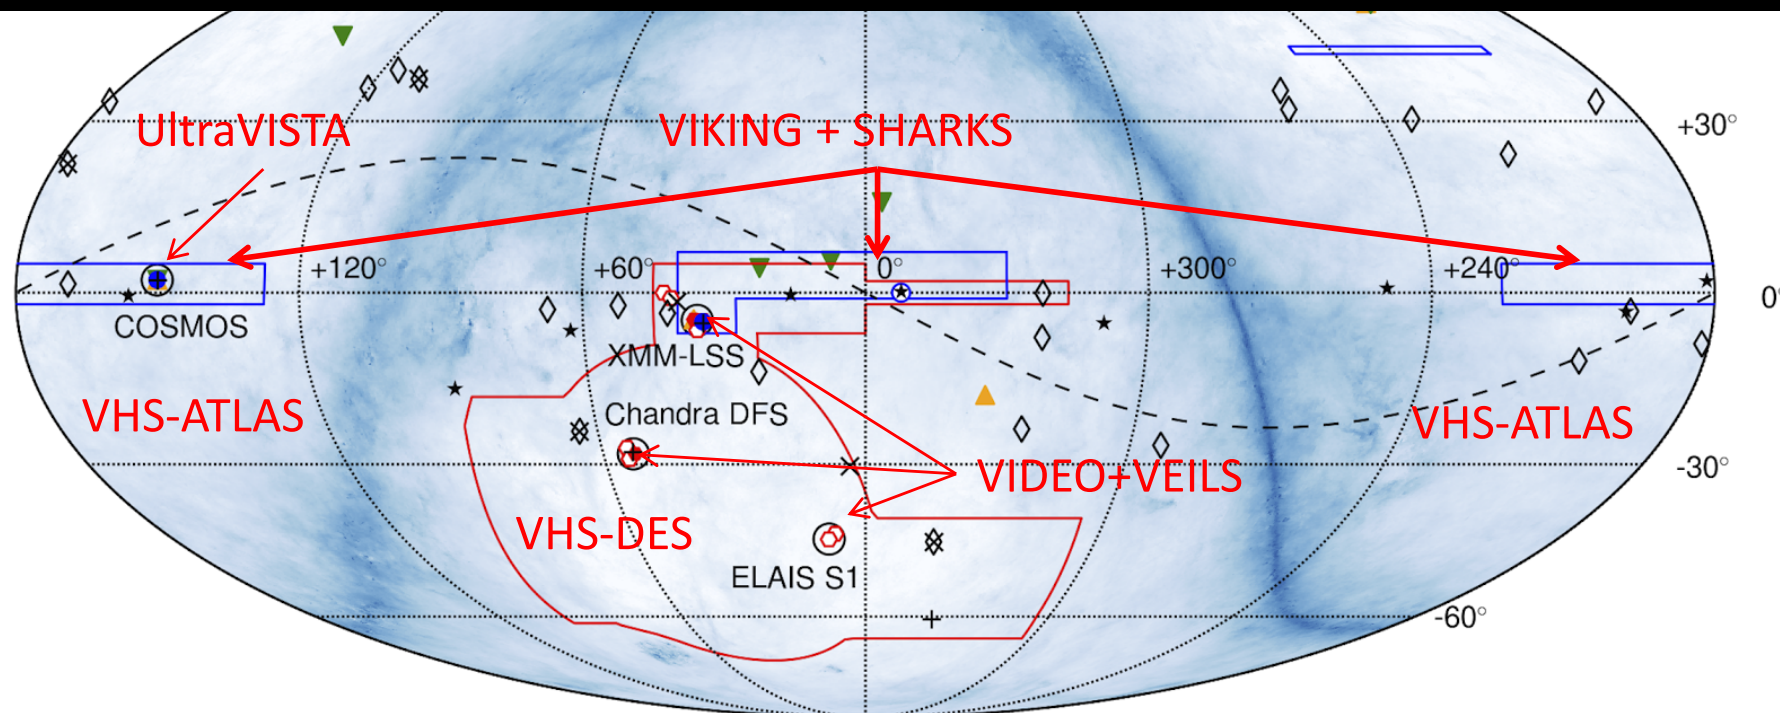 UltraVISTA
VIKING + SHARKS
+30°
+120°
+60°
0°
+300°
+240°
0°
COSMOS
XMM-LSS
VHS-ATLAS
Chandra DFS
VHS-ATLAS
VIDEO+VEILS
-30°
VHS-DES
ELAIS S1
-60°